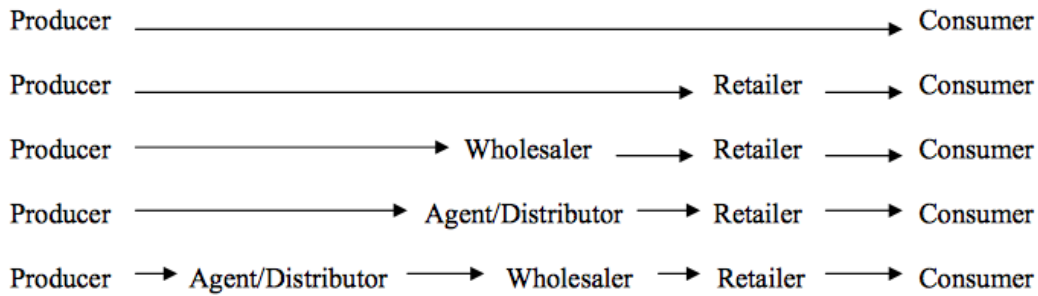 Producer Consumer
Producer Retailer Consumer
Producer Wholesaler Retailer Consumer
Producer Agent/Distributor Retailer Consumer
Producer Agent/Distributor Wholesaler Retailer Consumer